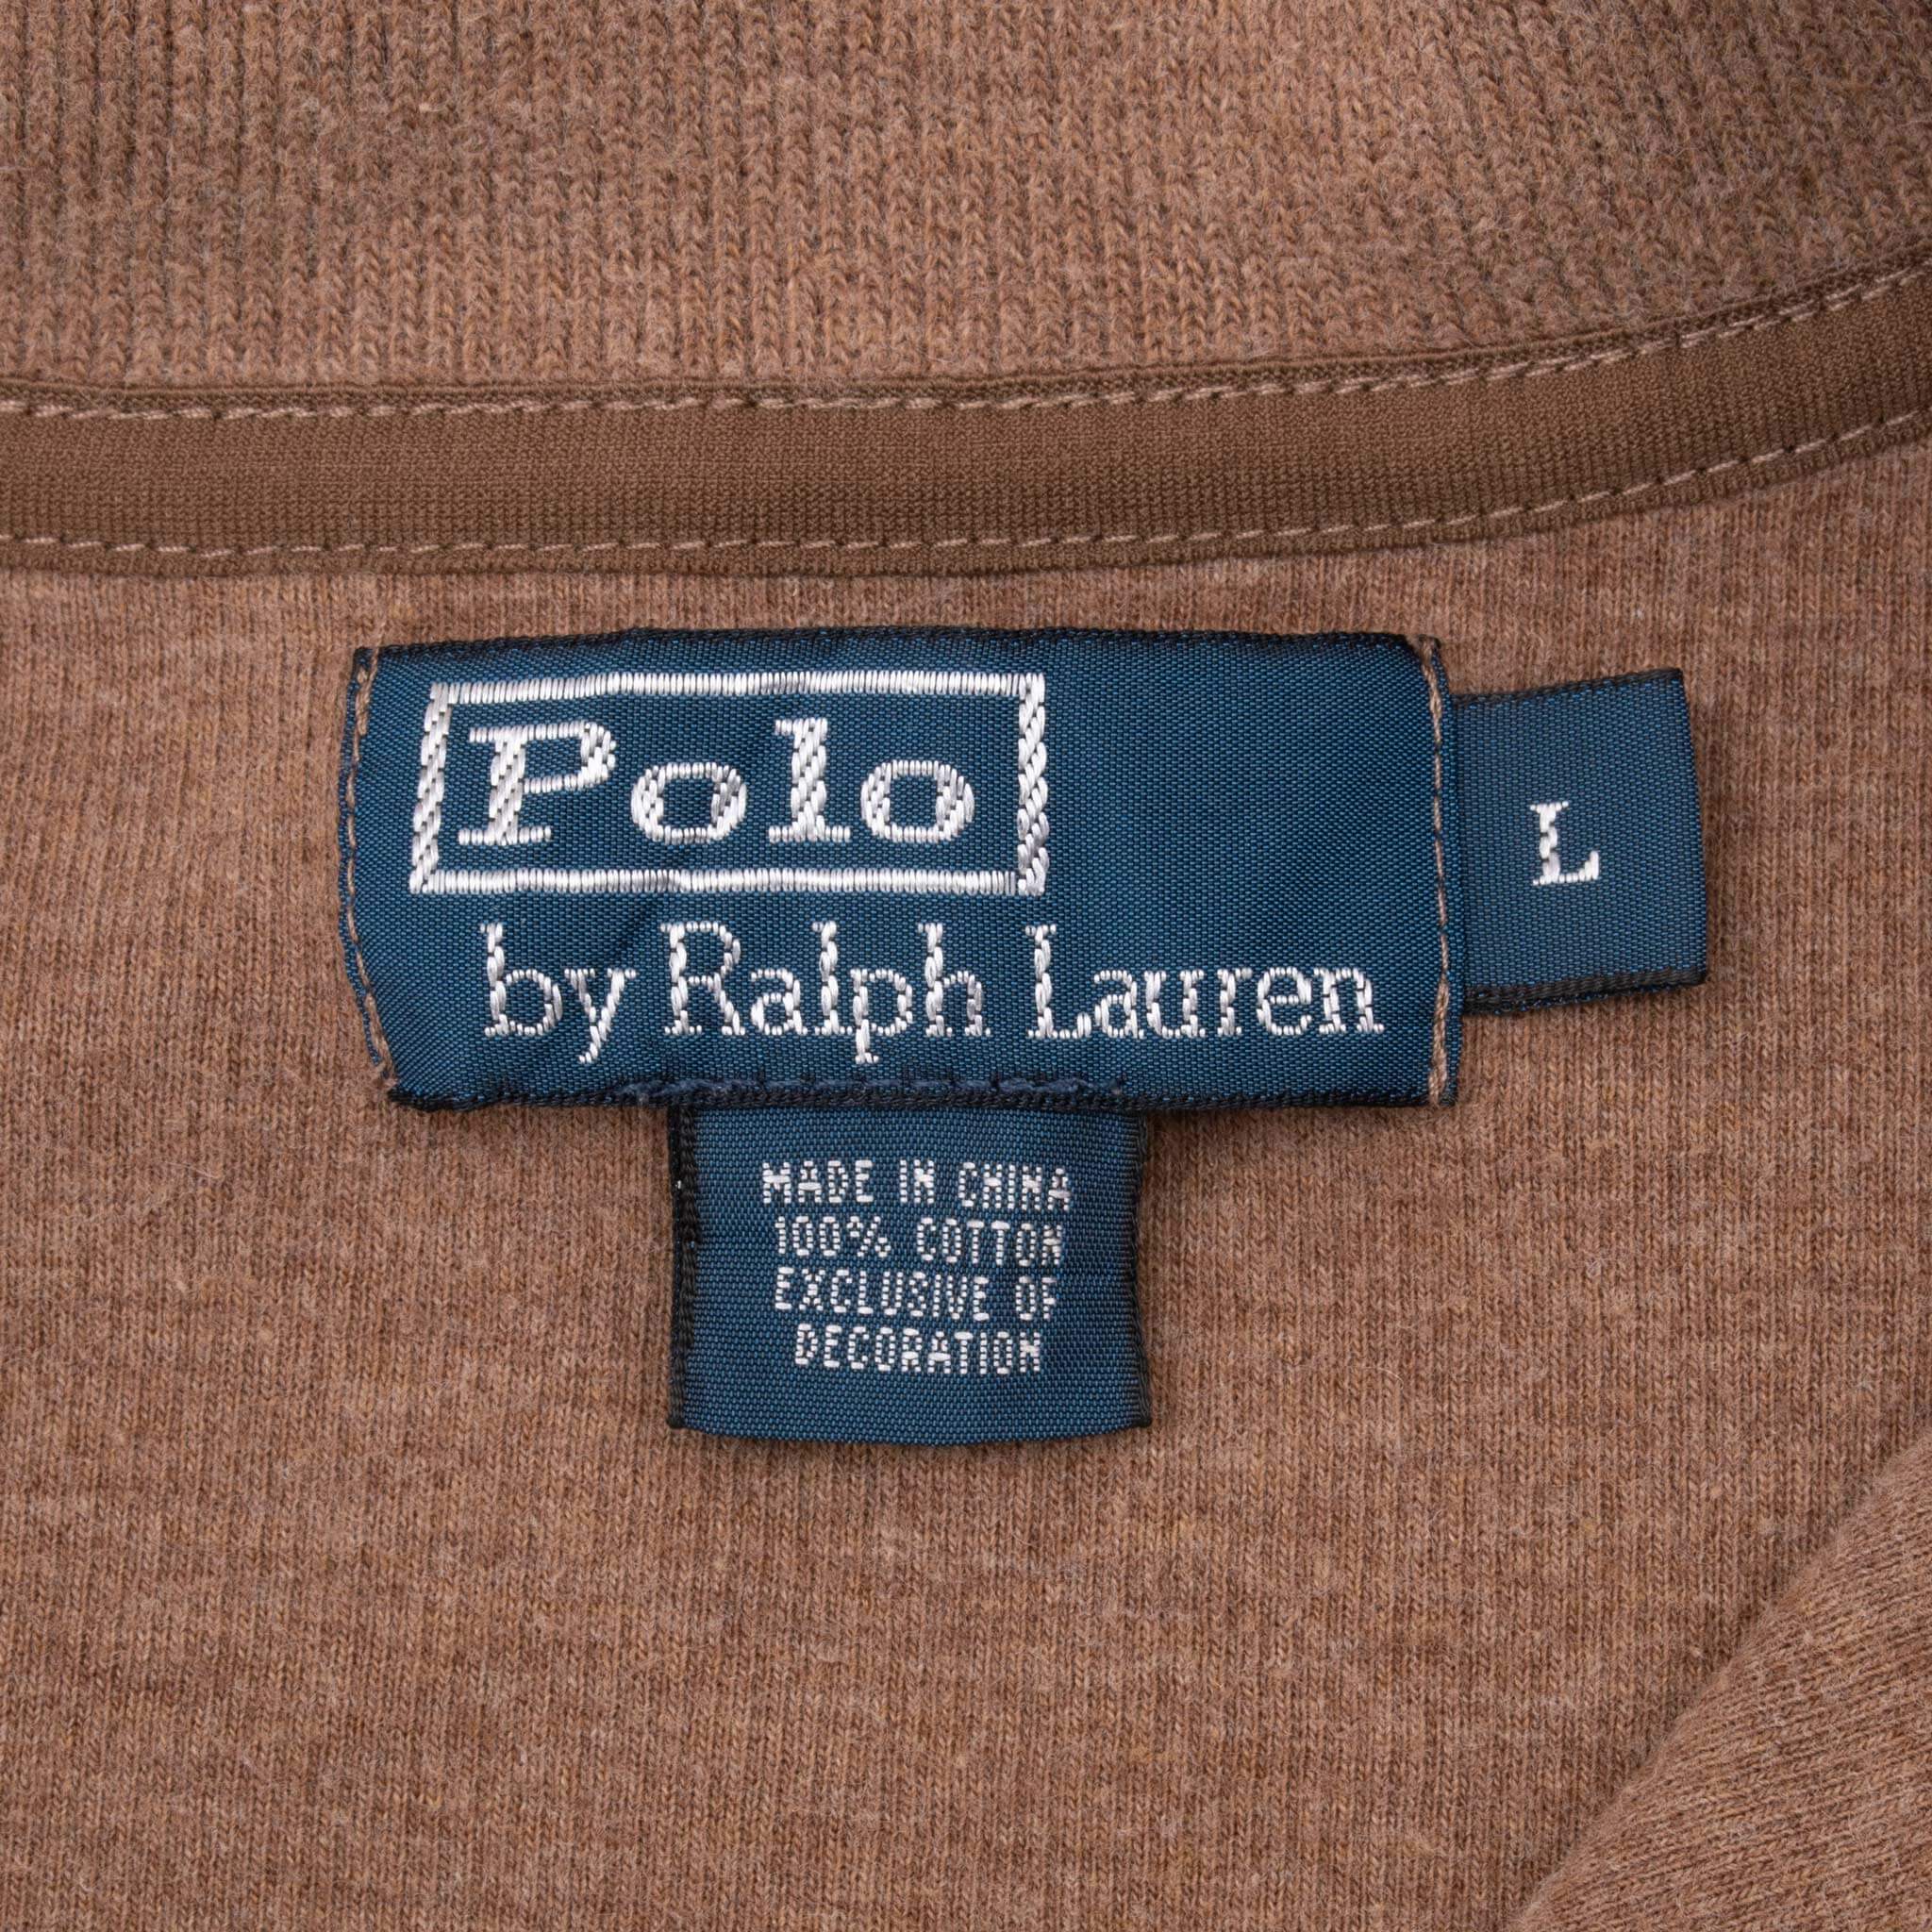 Polo
by Ralph Lauren
L
MADE IN CHINA
100% COTTON
EXCLUSIVE OF
DECORATION